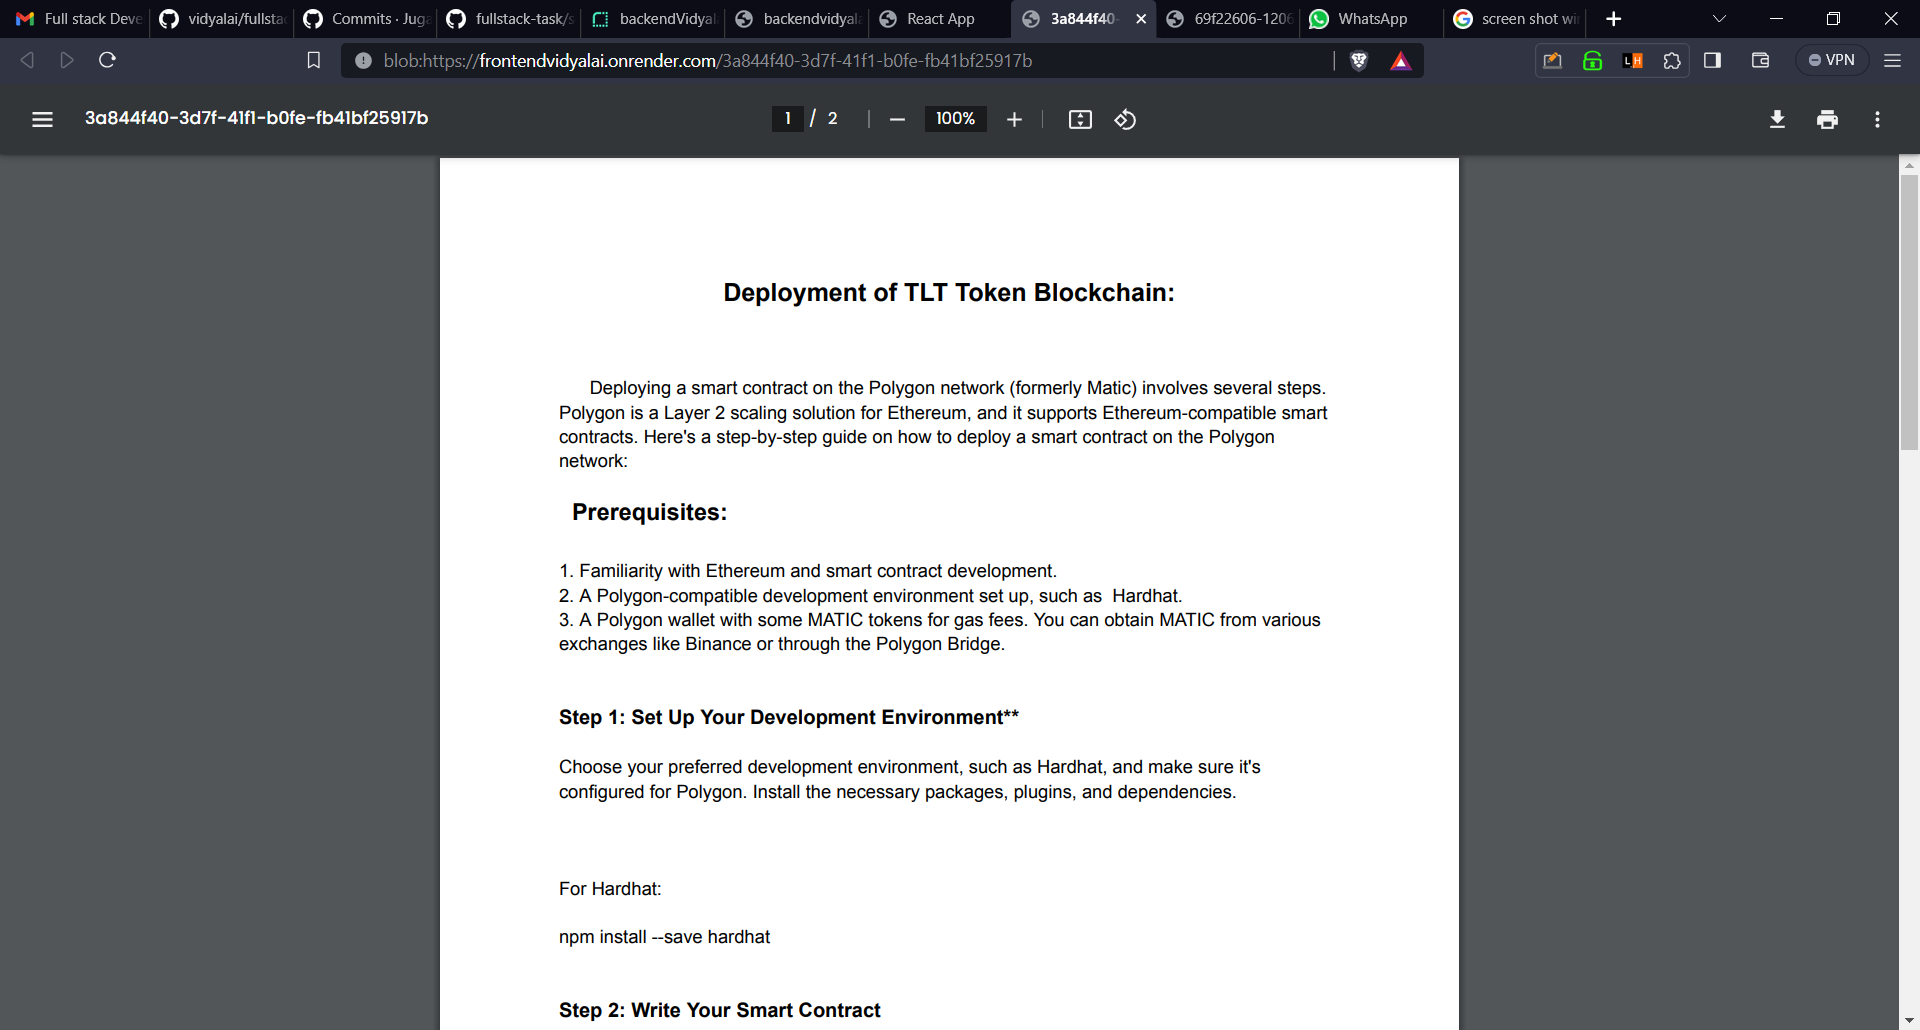 Full stack Deve
vidyalai/fullsta
Commits · Juga
fullstack-task/s
backendVidyal
backendvidyala
React App
3a844f40-
69f22606-1206
WhatsApp
screen shot wi
blob:https://frontendvidyalai.onrender.com/3a844f40-3d7f-41f1-b0fe-fb41bf25917b
LH
VPN
3a844f40-3d7f-41f1-b0fe-fb41bf25917b
1 / 2
100%
Deployment of TLT Token Blockchain:
Deploying a smart contract on the Polygon network (formerly Matic) involves several steps.
Polygon is a Layer 2 scaling solution for Ethereum, and it supports Ethereum-compatible smart
contracts. Here's a step-by-step guide on how to deploy a smart contract on the Polygon
network:
Prerequisites:
1. Familiarity with Ethereum and smart contract development.
2. A Polygon-compatible development environment set up, such as  Hardhat.
3. A Polygon wallet with some MATIC tokens for gas fees. You can obtain MATIC from various
exchanges like Binance or through the Polygon Bridge.
Step 1: Set Up Your Development Environment**
Choose your preferred development environment, such as Hardhat, and make sure it's
configured for Polygon. Install the necessary packages, plugins, and dependencies.
For Hardhat:
npm install --save hardhat
Step 2: Write Your Smart Contract